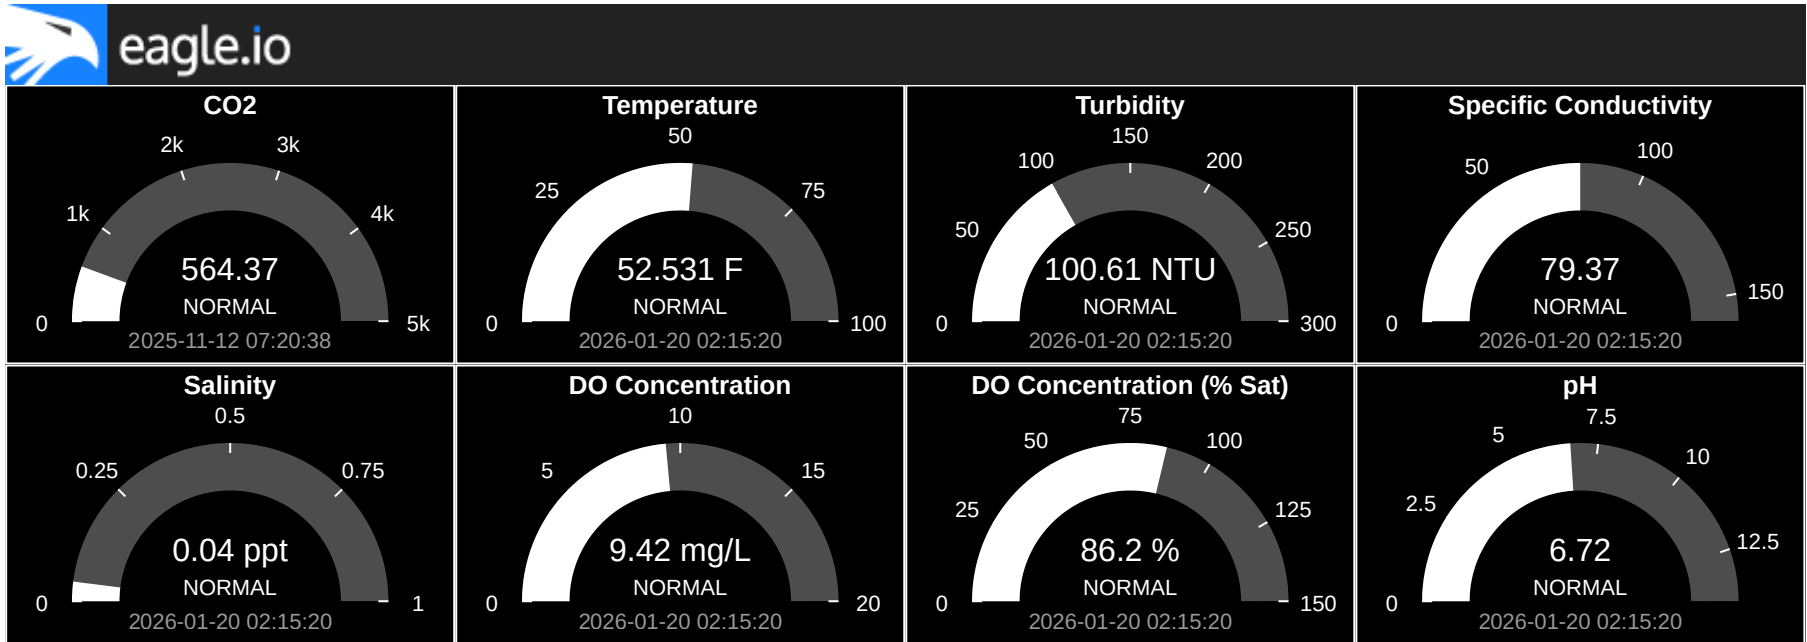 eagle.io
CO2
2k
3k
1k
4k
0
5k
564.37
NORMAL
2025-11-12 07:20:38
Temperature
50
25
75
0
100
52.531 F
NORMAL
2026-01-20 02:15:20
Turbidity
150
100
200
50
250
0
300
100.61 NTU
NORMAL
2026-01-20 02:15:20
Specific Conductivity
100
50
150
0
79.37
NORMAL
2026-01-20 02:15:20
Salinity
0.5
0.25
0.75
0
1
0.04 ppt
NORMAL
2026-01-20 02:15:20
DO Concentration
10
5
15
0
20
9.42 mg/L
NORMAL
2026-01-20 02:15:20
DO Concentration (% Sat)
75
50
100
25
125
0
150
86.2 %
NORMAL
2026-01-20 02:15:20
pH
7.5
5
10
2.5
12.5
0
6.72
NORMAL
2026-01-20 02:15:20